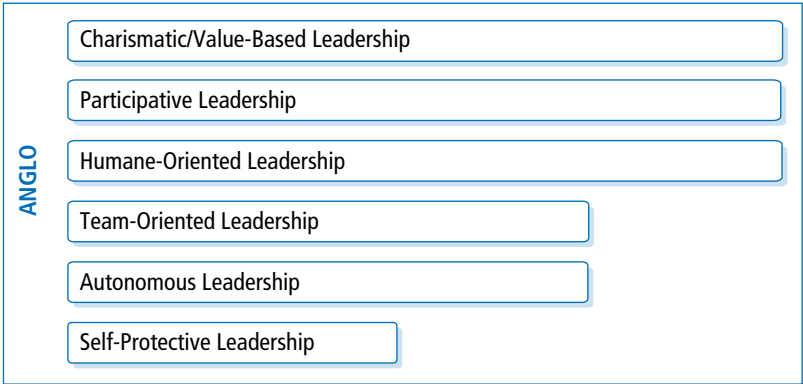 ANGLO
Charismatic/Value-Based Leadership
Participative Leadership
Humane-Oriented Leadership
Team-Oriented Leadership
Autonomous Leadership
Self-Protective Leadership